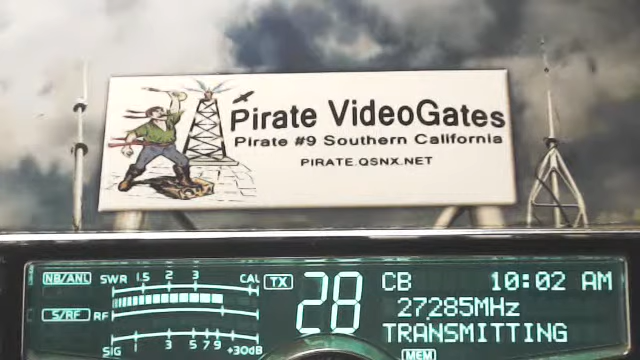 Pirate VideoGates
Pirate #9 Southern California
PIRATE.QSNX.NET
NB/ANL SWR 1.5 2 3 CAL TX 28 CB 10:02 AM
S/RF RF 27285MHz
SIG 1 3 5 7 9 +30dB TRANSMITTING
MEM